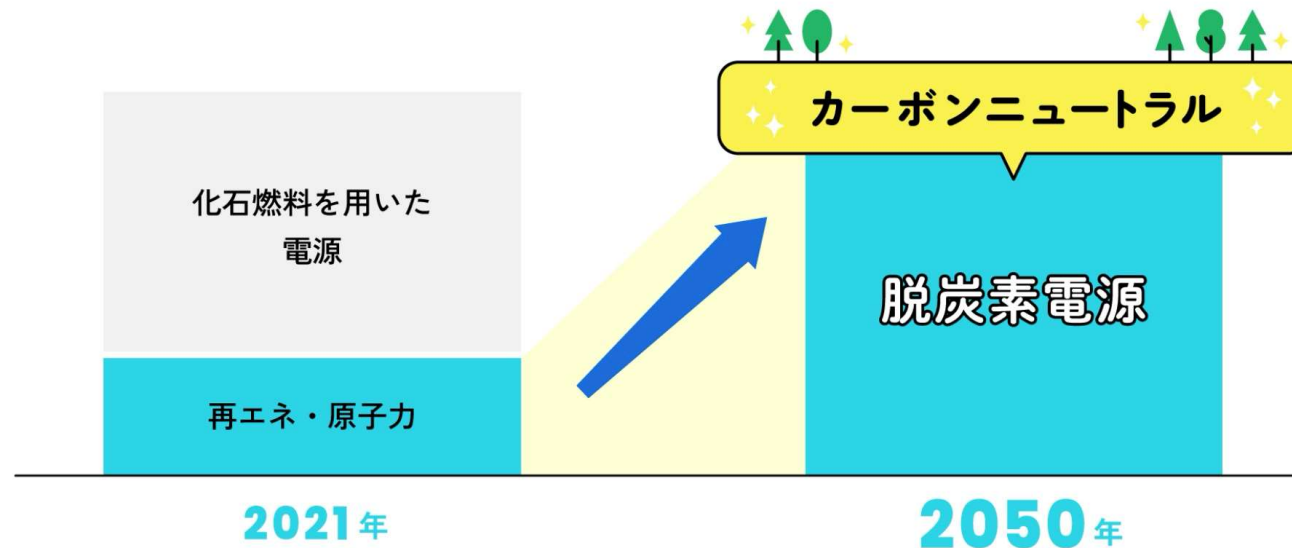 カーボンニュートラル
化石燃料を用いた
電源
脱炭素電源
再エネ・原子力
2021年
2050年